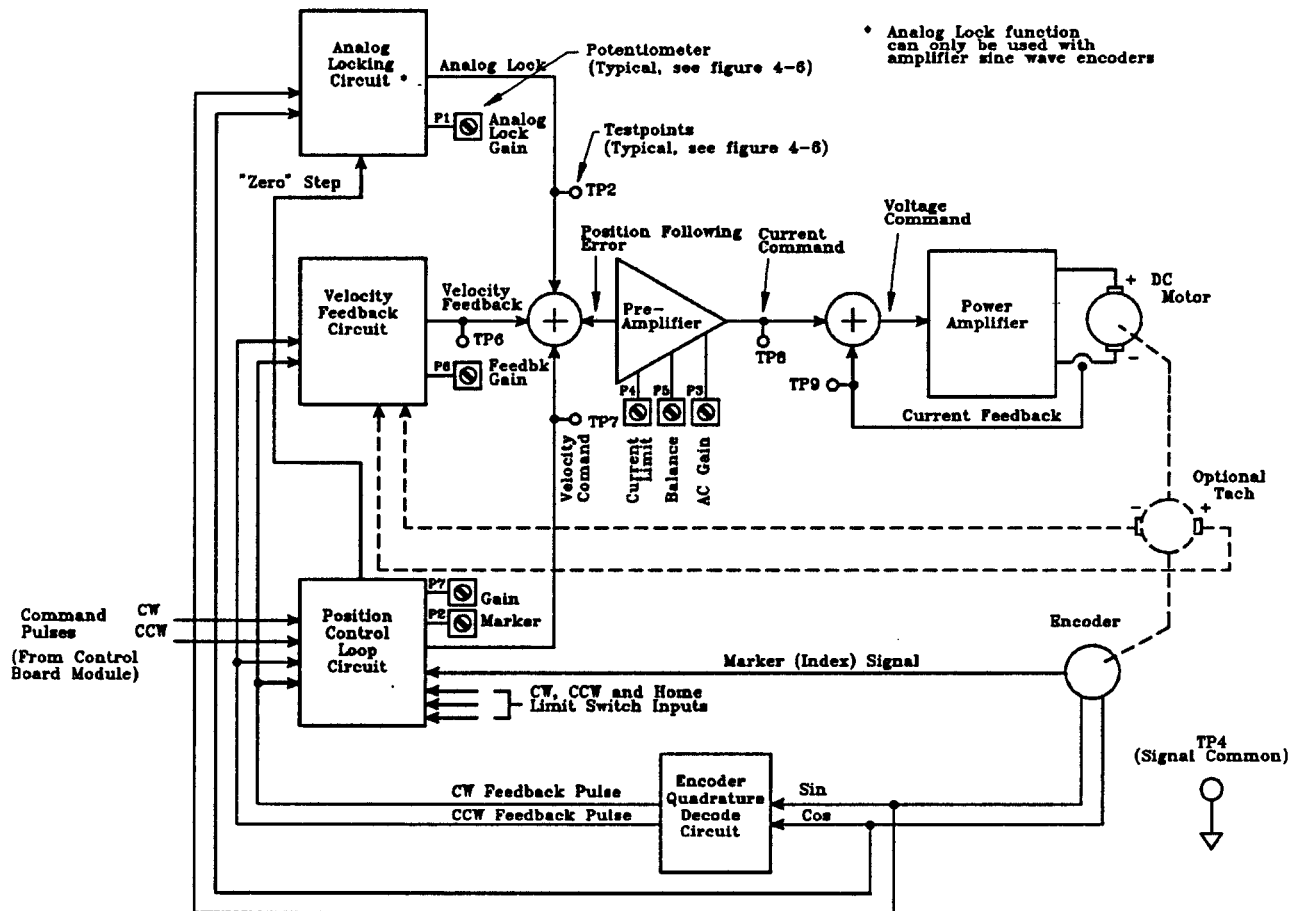 Analog
Locking
Circuit *
Analog Lock
Potentiometer
(Typical, see figure 4-6)
* Analog Lock function
can only be used with
amplifier sine wave encoders
P1
Analog
Lock
Gain
Testpoints
(Typical, see figure 4-6)
"Zero" Step
TP2
Velocity
Feedback
Circuit
Velocity
Feedback
TP6
P6
Feedbk
Gain
Position Following
Error
Pre-
Amplifier
P4
P5
P3
Current
Limit
Balance
AC Gain
Current
Command
TP8
Voltage
Command
TP9
Power
Amplifier
+
DC
Motor
-
Current Feedback
TP7
Velocity
Comand
Optional
Tach
-
+
Command
Pulses
CW
CCW
(From Control
Board Module)
Position
Control
Loop
Circuit
P7
Gain
P2
Marker
Encoder
Marker (Index) Signal
CW, CCW and Home
Limit Switch Inputs
TP4
(Signal Common)
CW Feedback Pulse
CCW Feedback Pulse
Encoder
Quadrature
Decode
Circuit
Sin
Cos